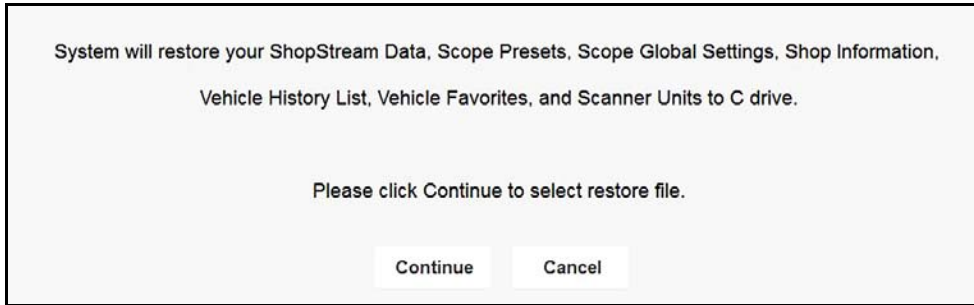 System will restore your ShopStream Data, Scope Presets, Scope Global Settings, Shop Information,
Vehicle History List, Vehicle Favorites, and Scanner Units to C drive.
Please click Continue to select restore file.
Continue Cancel